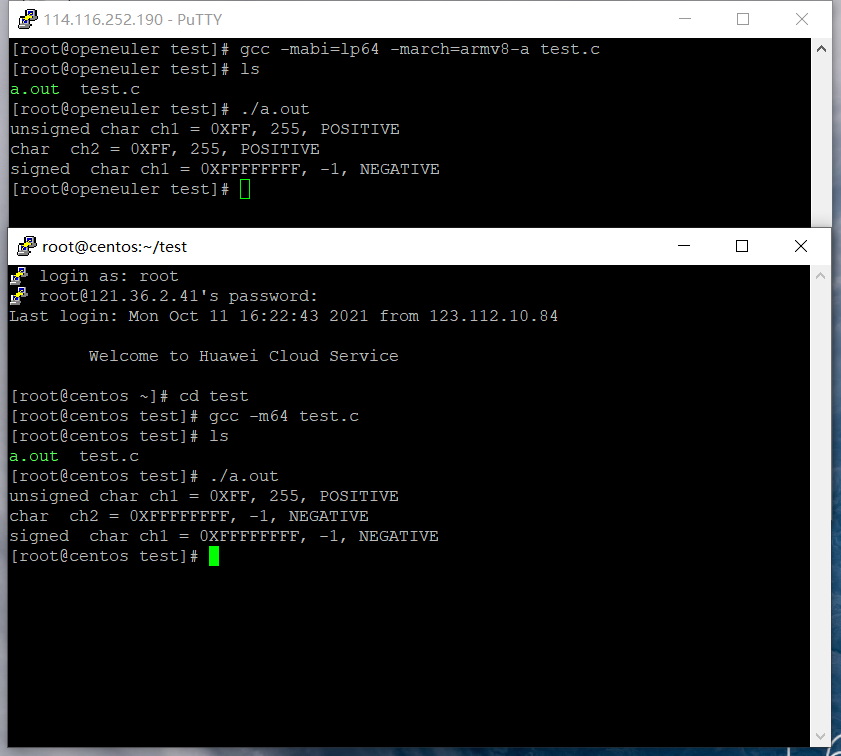 114.116.252.190 - PuTTY
[root@openeuler test]# gcc -mabi=lp64 -march=armv8-a test.c
[root@openeuler test]# ls
a.out  test.c
[root@openeuler test]# ./a.out
unsigned char ch1 = 0XFF, 255, POSITIVE
char  ch2 = 0XFF, 255, POSITIVE
signed  char ch1 = 0XFFFFFFFF, -1, NEGATIVE
[root@openeuler test]#
root@centos:~/test
login as: root
root@121.36.2.41's password:
Last login: Mon Oct 11 16:22:43 2021 from 123.112.10.84
Welcome to Huawei Cloud Service
[root@centos ~]# cd test
[root@centos test]# gcc -m64 test.c
[root@centos test]# ls
a.out  test.c
[root@centos test]# ./a.out
unsigned char ch1 = 0XFF, 255, POSITIVE
char  ch2 = 0XFFFFFFFF, -1, NEGATIVE
signed  char ch1 = 0XFFFFFFFF, -1, NEGATIVE
[root@centos test]#